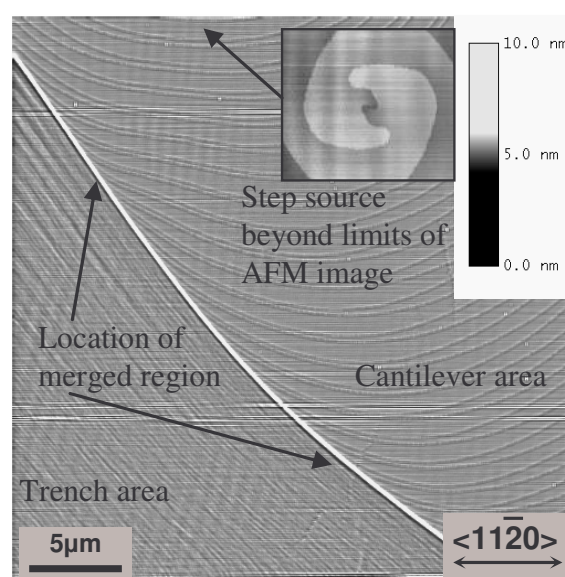 10.0 nm
5.0 nm
0.0 nm
Step source
beyond limits of
AFM image
Location of
merged region
Cantilever area
Trench area
5µm
<112̅0>